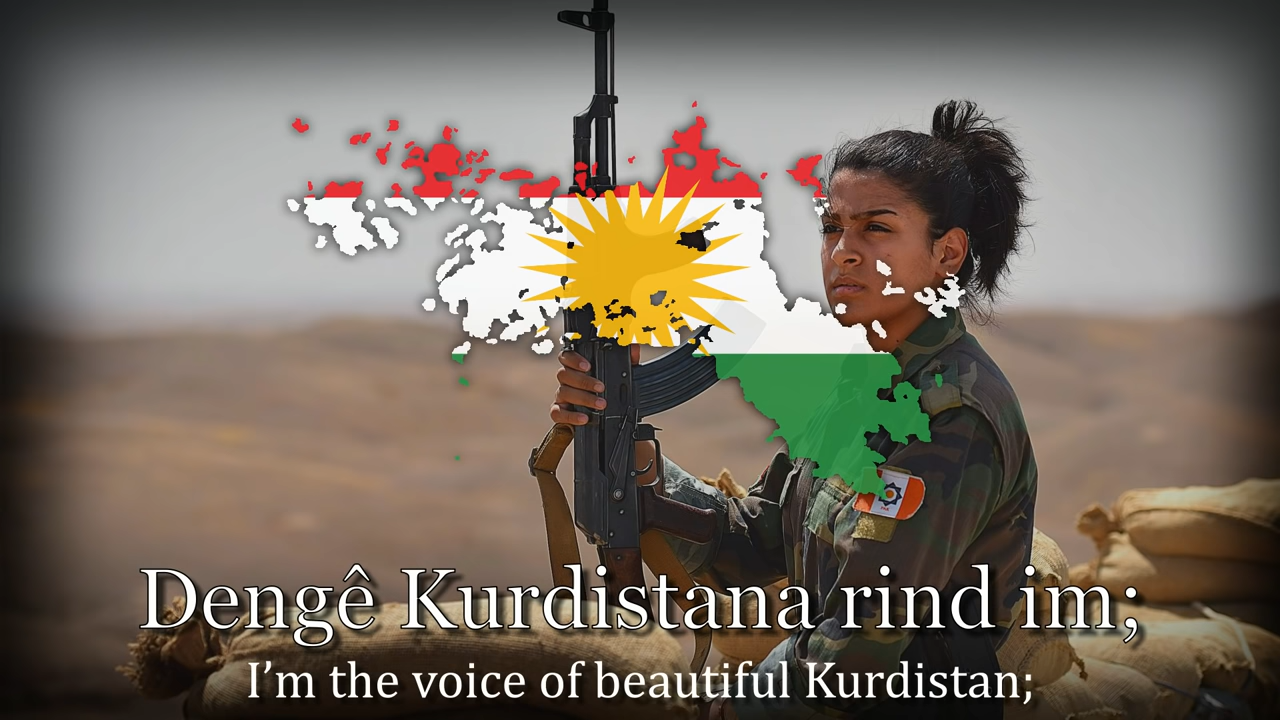 Dengê Kurdistana rind im;
I’m the voice of beautiful Kurdistan;